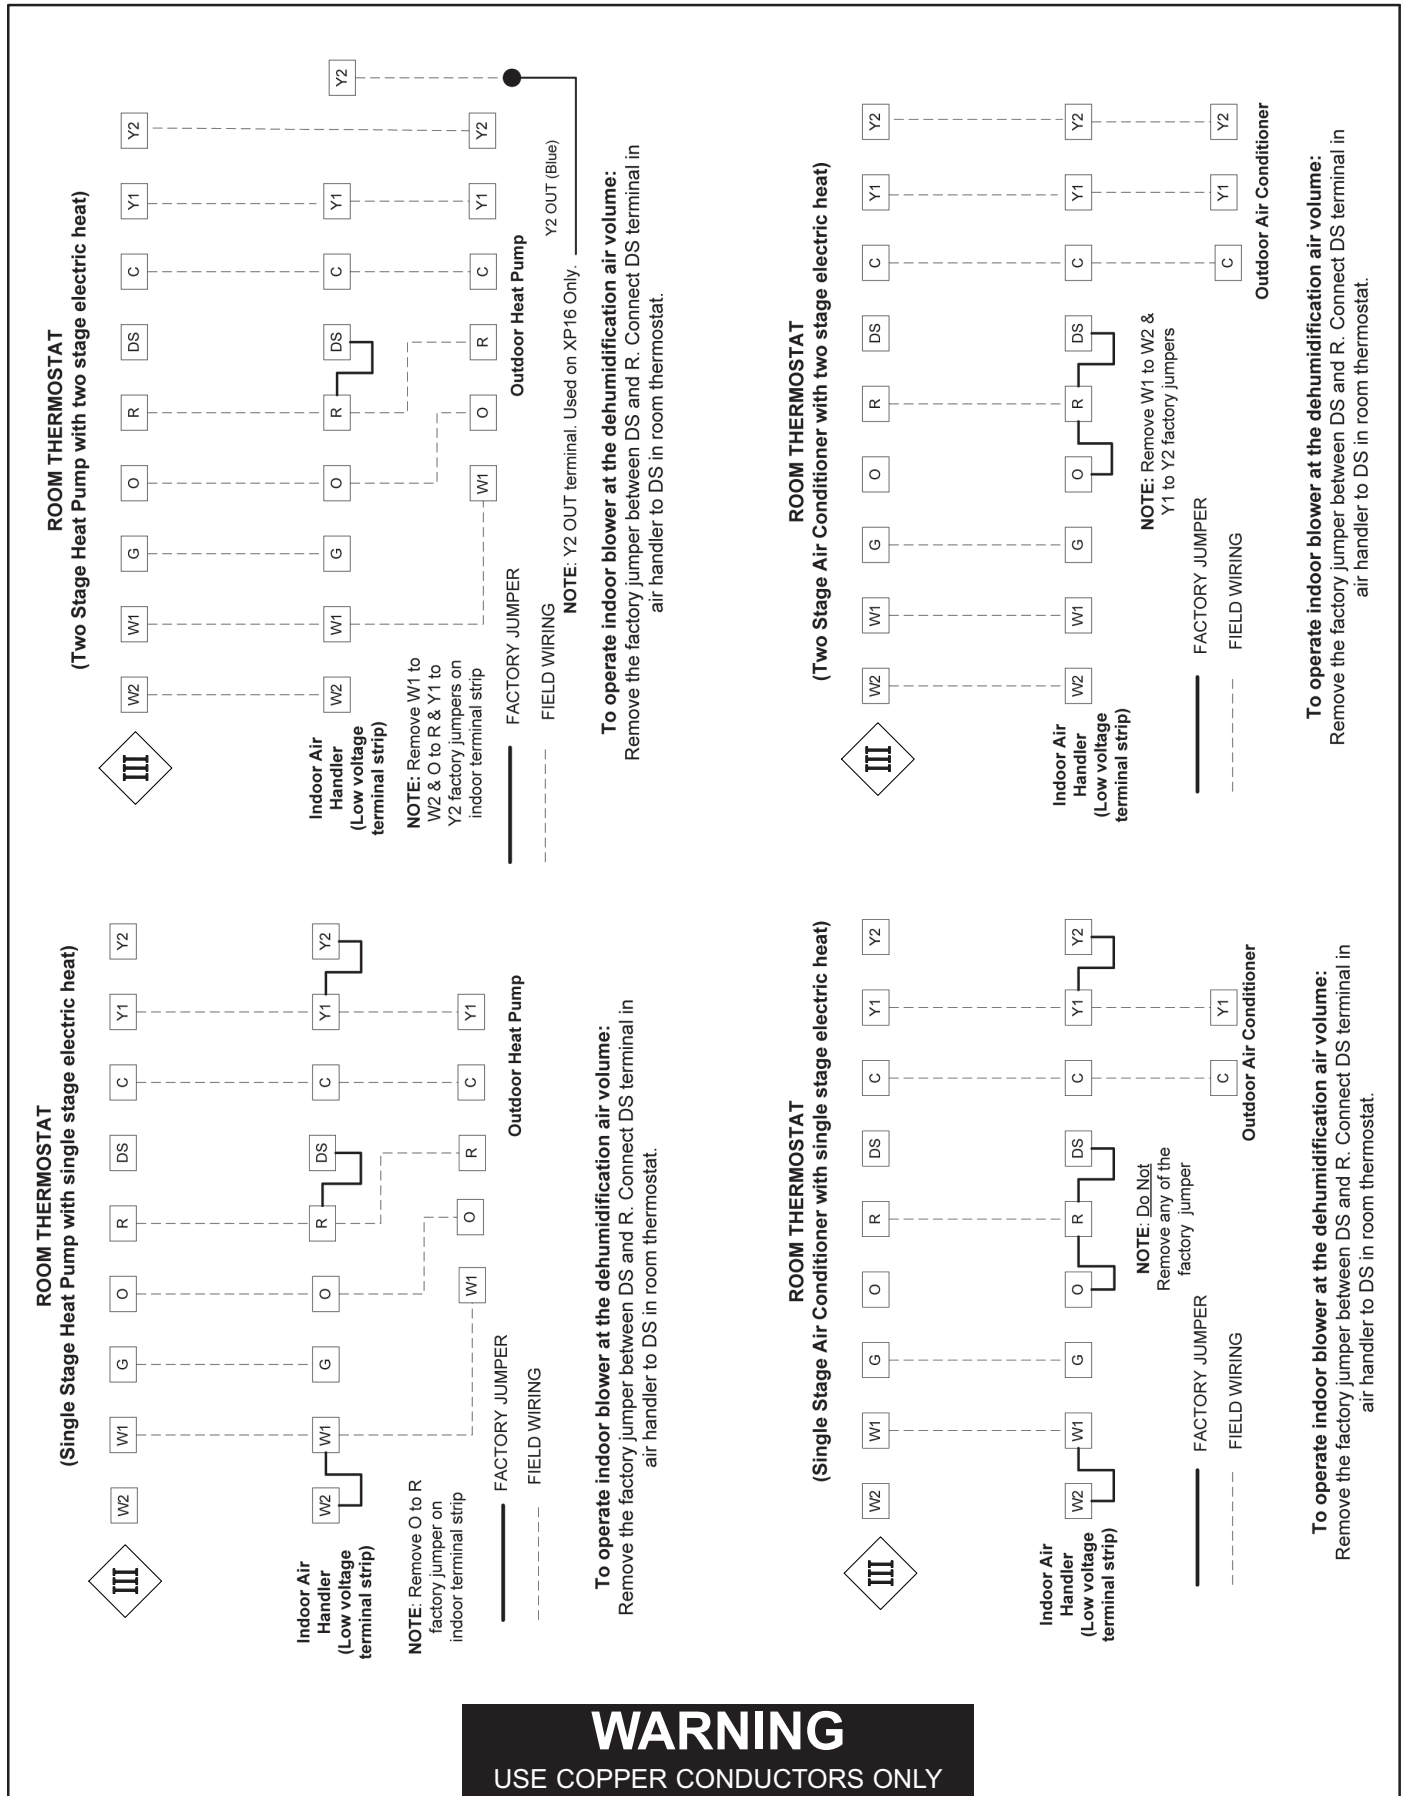 ROOM THERMOSTAT
(Single Stage Heat Pump with single stage electric heat)
III
W2 W1 G O R DS C Y1 Y2
Indoor Air
Handler
(Low voltage
terminal strip)
W2 W1 G O R DS C Y1 Y2
W1 O R C Y1
Outdoor Heat Pump
NOTE: Remove O to R
factory jumper on
indoor terminal strip
FACTORY JUMPER
FIELD WIRING
To operate indoor blower at the dehumidification air volume:
Remove the factory jumper between DS and R. Connect DS terminal in
air handler to DS in room thermostat.
ROOM THERMOSTAT
(Two Stage Heat Pump with two stage electric heat)
III
W2 W1 G O R DS C Y1 Y2
Indoor Air
Handler
(Low voltage
terminal strip)
W2 W1 G O R DS C Y1 Y2
W1 O R C Y1 Y2
Outdoor Heat Pump
NOTE: Remove W1 to
W2 & O to R & Y1 to
Y2 factory jumpers on
indoor terminal strip
FACTORY JUMPER
FIELD WIRING
Y2 OUT (Blue)
NOTE: Y2 OUT terminal. Used on XP16 Only.
To operate indoor blower at the dehumidification air volume:
Remove the factory jumper between DS and R. Connect DS terminal in
air handler to DS in room thermostat.
ROOM THERMOSTAT
(Single Stage Air Conditioner with single stage electric heat)
III
W2 W1 G O R DS C Y1 Y2
Indoor Air
Handler
(Low voltage
terminal strip)
W2 W1 G O R DS C Y1 Y2
C Y1
Outdoor Air Conditioner
NOTE: Do Not
Remove any of the
factory jumper
FACTORY JUMPER
FIELD WIRING
To operate indoor blower at the dehumidification air volume:
Remove the factory jumper between DS and R. Connect DS terminal in
air handler to DS in room thermostat.
ROOM THERMOSTAT
(Two Stage Air Conditioner with two stage electric heat)
III
W2 W1 G O R DS C Y1 Y2
Indoor Air
Handler
(Low voltage
terminal strip)
W2 W1 G O R DS C Y1 Y2
C Y1 Y2
Outdoor Air Conditioner
NOTE: Remove W1 to W2 &
Y1 to Y2 factory jumpers
FACTORY JUMPER
FIELD WIRING
To operate indoor blower at the dehumidification air volume:
Remove the factory jumper between DS and R. Connect DS terminal in
air handler to DS in room thermostat.
WARNING
USE COPPER CONDUCTORS ONLY